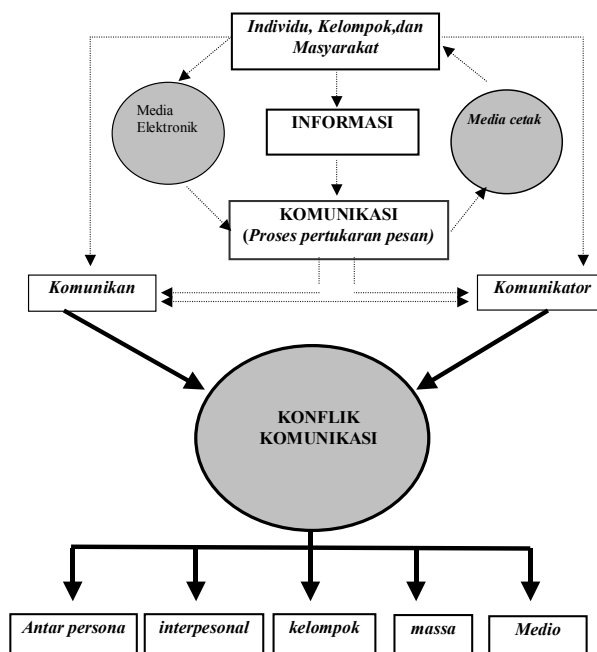 Individu, Kelompok,dan
Masyarakat
Media
Elektronik
INFORMASI
Media cetak
KOMUNIKASI
(Proses pertukaran pesan)
Komunikan
Komunikator
KONFLIK
KOMUNIKASI
Antar persona
interpesonal
kelompok
massa
Medio